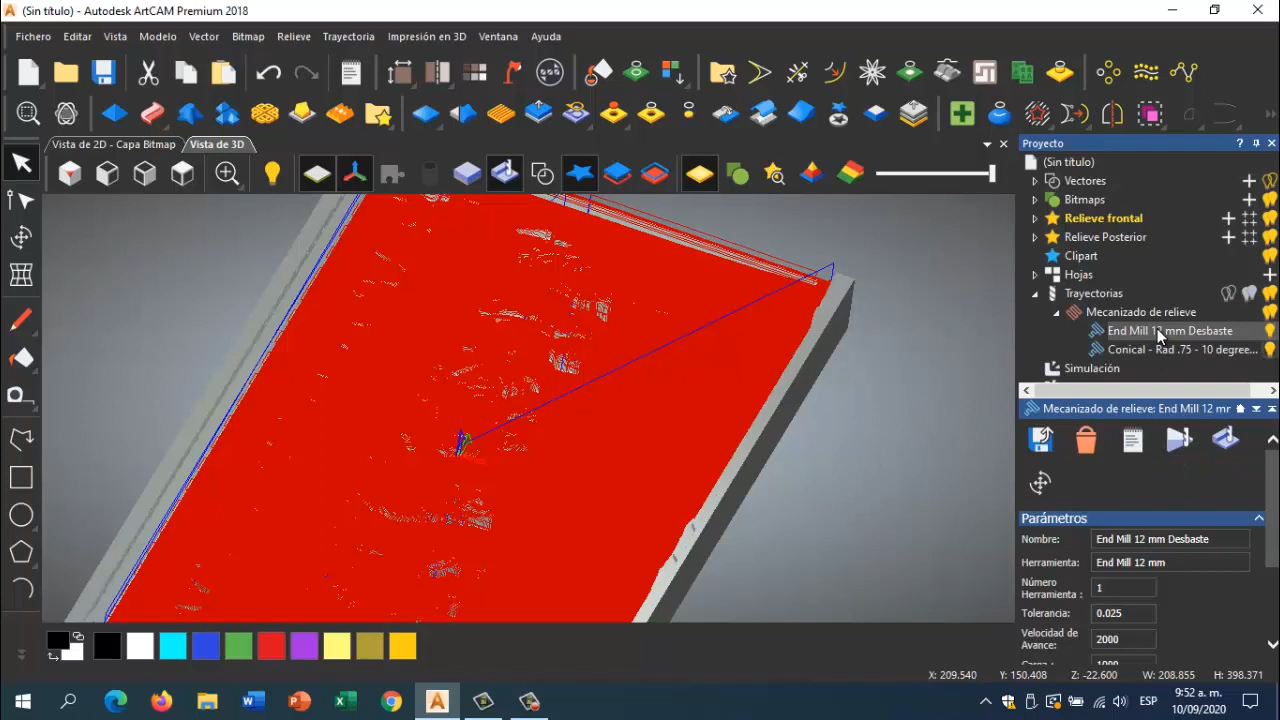 (Sin título) - Autodesk ArtCAM Premium 2018
Fichero Editar Vista Modelo Vector Bitmap Relieve Trayectoria Impresión en 3D Ventana Ayuda
Vista de 2D - Capa Bitmap Vista de 3D
Proyecto
(Sin título)
Vectores
Bitmaps
Relieve frontal
Relieve Posterior
Clipart
Hojas
Trayectorias
Mecanizado de relieve
End Mill 12 mm Desbaste
Conical - Rad .75 - 10 degree...
Simulación
Mecanizado de relieve: End Mill 12 mr
Parámetros
Nombre: End Mill 12 mm Desbaste
Herramienta: End Mill 12 mm
Número Herramienta : 1
Tolerancia: 0.025
Velocidad de Avance: 2000
X: 209.540 Y: 150.408 Z: -22.600 W: 208.855 H: 398.371
ESP
9:52 a. m.
10/09/2020